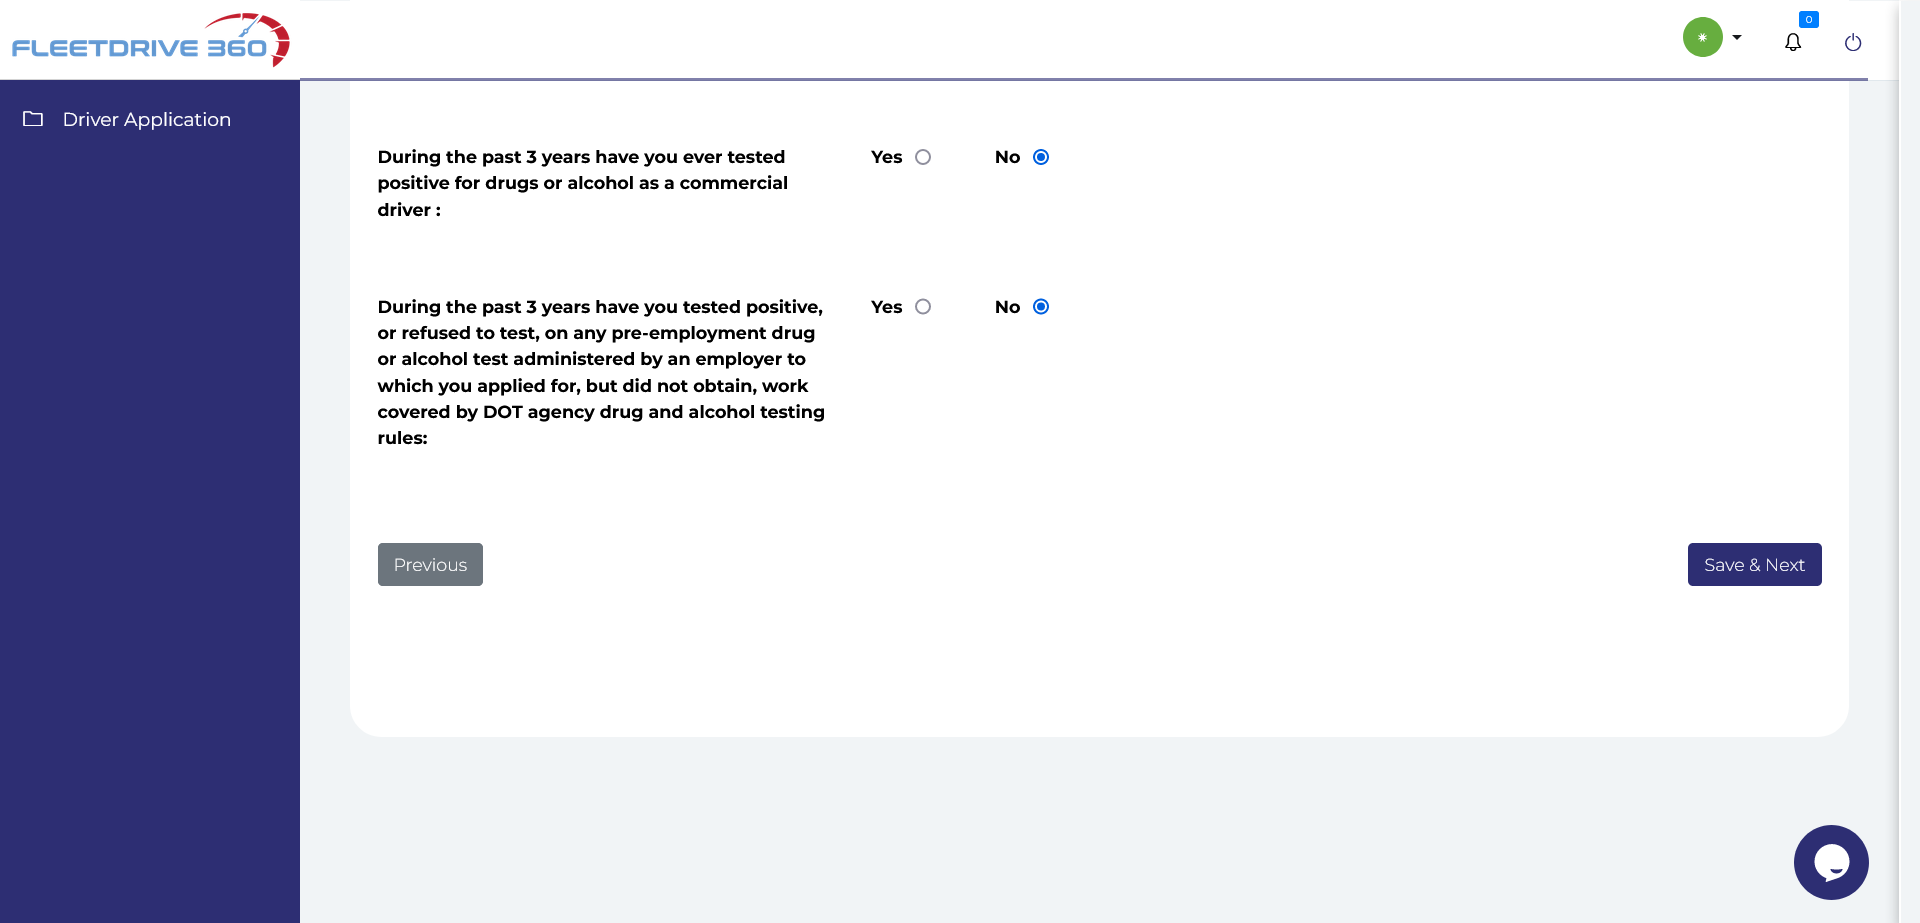 FLEETDRIVE 360
0
Driver Application
During the past 3 years have you ever tested
positive for drugs or alcohol as a commercial
driver :
Yes No
During the past 3 years have you tested positive,
or refused to test, on any pre-employment drug
or alcohol test administered by an employer to
which you applied for, but did not obtain, work
covered by DOT agency drug and alcohol testing
rules:
Yes No
Previous
Save & Next